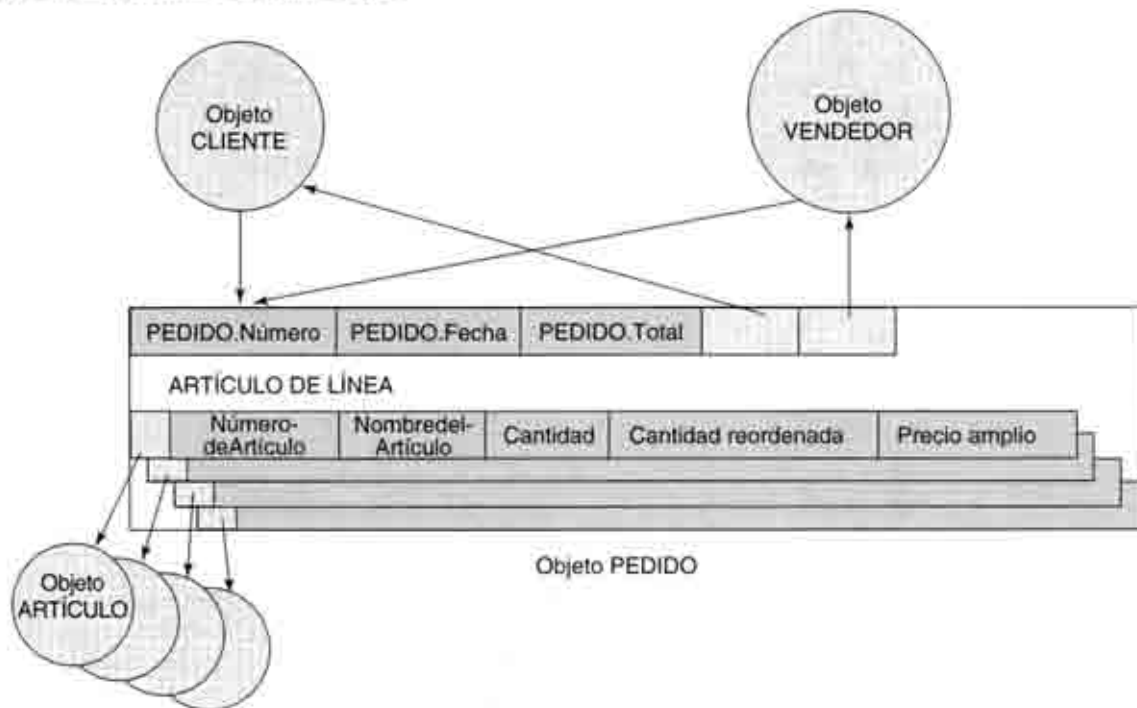 Objeto
CLIENTE
Objeto
VENDEDOR
PEDIDO.Número
PEDIDO.Fecha
PEDIDO.Total
ARTÍCULO DE LÍNEA
Número-
deArtículo
Nombredel-
Artículo
Cantidad
Cantidad reordenada
Precio amplio
Objeto PEDIDO
Objeto
ARTÍCULO